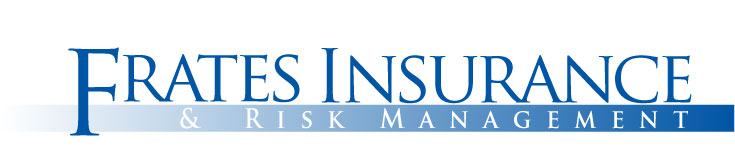 Frates Insurance
& Risk Management